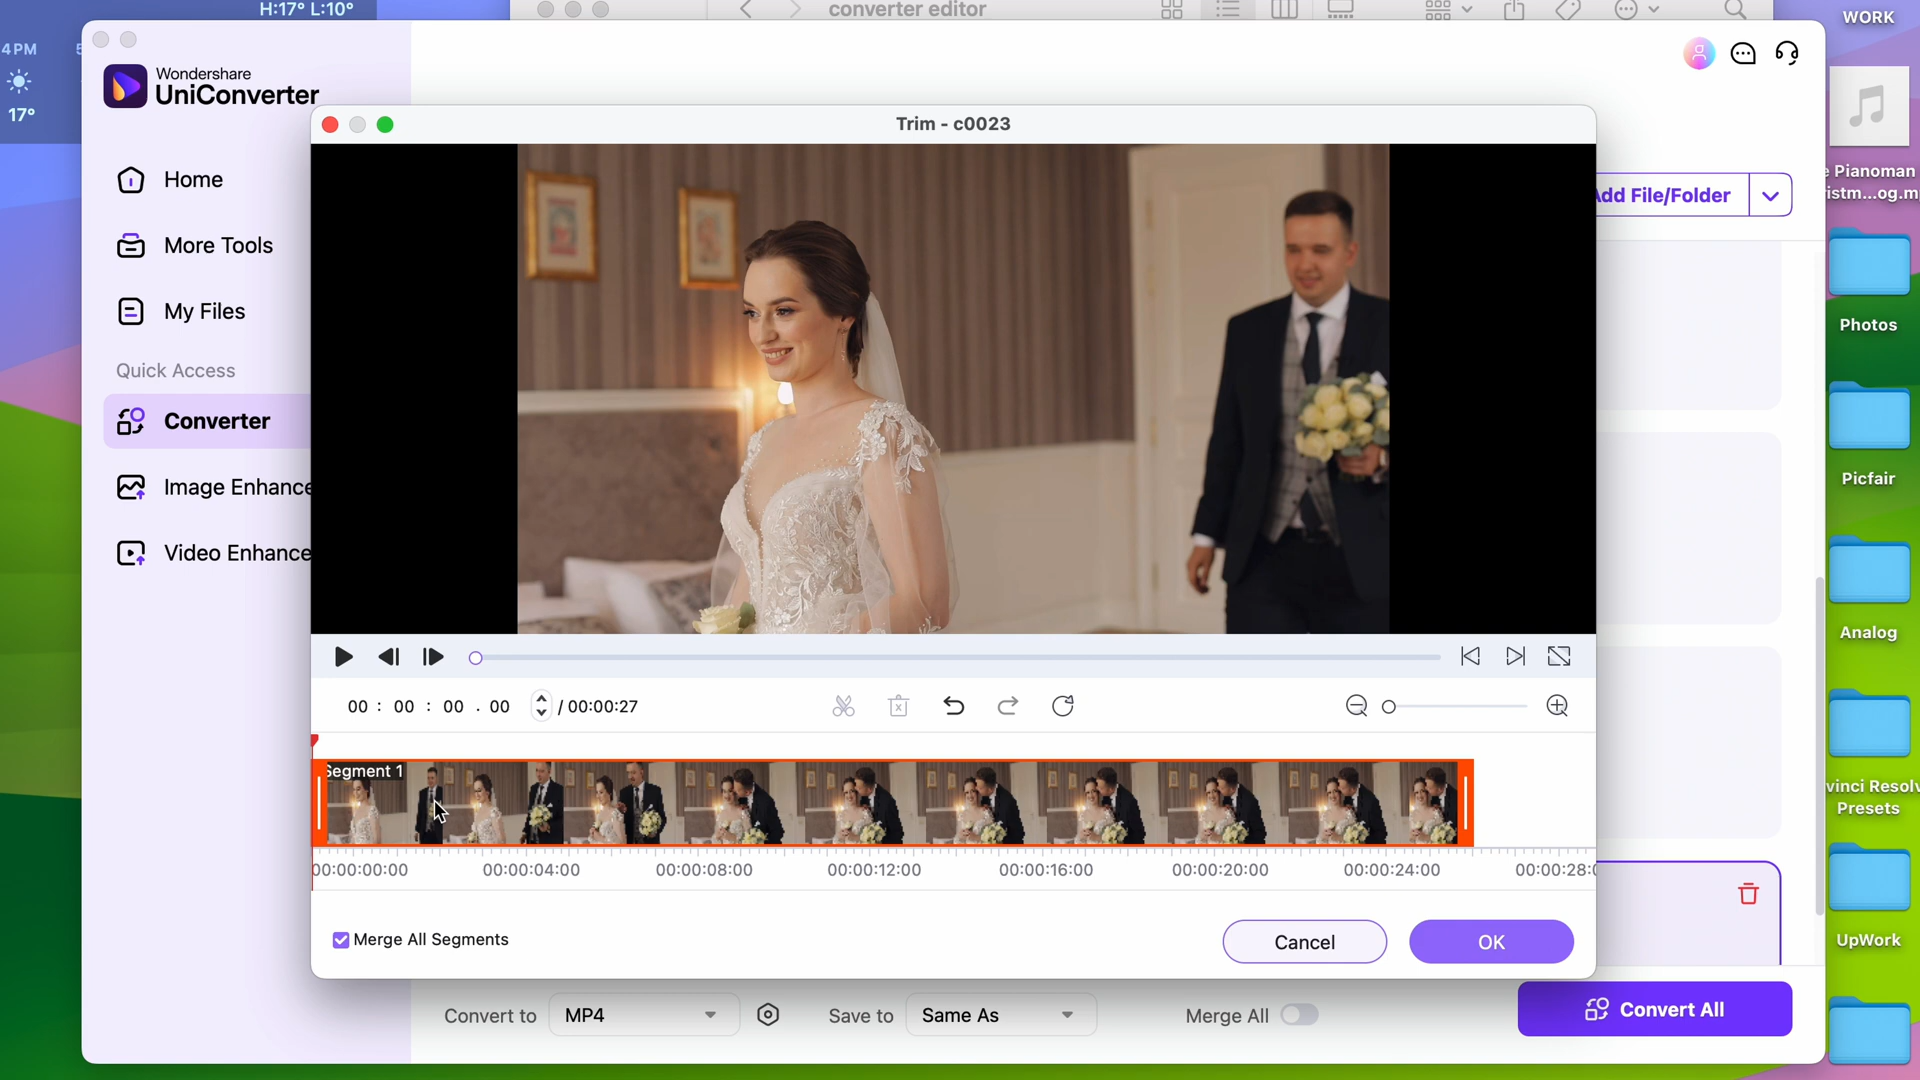 H:17° L:10°
converter editor
WORK
4PM
17°
Wondershare
UniConverter
Trim - c0023
Home
More Tools
My Files
Quick Access
Converter
Image Enhance
Video Enhance
Add File/Folder
e Pianoman
istm...og.m
Photos
Picfair
Analog
vinci Resolv
Presets
UpWork
00 : 00 : 00 . 00 / 00:00:27
Segment 1
00:00:00:00 00:00:04:00 00:00:08:00 00:00:12:00 00:00:16:00 00:00:20:00 00:00:24:00 00:00:28:0
Merge All Segments
Cancel
OK
Convert to MP4
Save to Same As
Merge All
Convert All